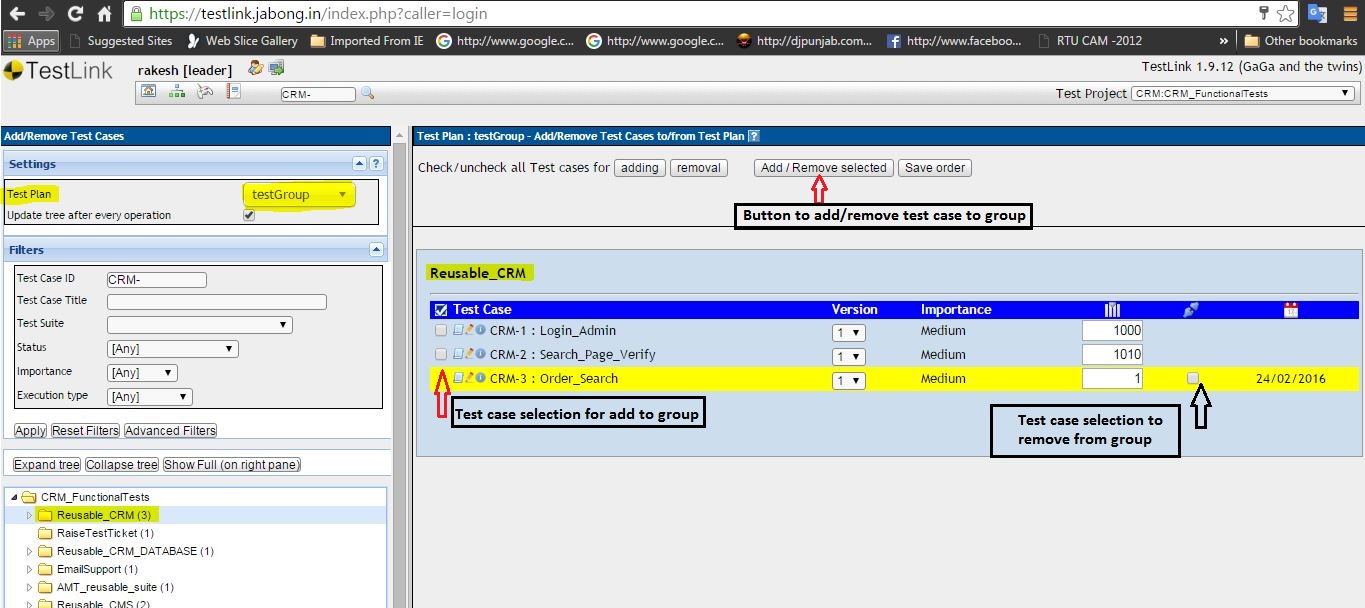 https://testlink.jabong.in/index.php?caller=login
Apps Suggested Sites Web Slice Gallery Imported From IE http://www.google.c... http://www.google.c... http://djpunjab.com... http://www.faceboo... RTU CAM -2012 » Other bookmarks
TestLink rakesh [leader] TestLink 1.9.12 (GaGa and the twins)
CRM- Test Project CRM:CRM_FunctionalTests
Add/Remove Test Cases
Settings
Test Plan testGroup
Update tree after every operation
Filters
Test Case ID CRM-
Test Case Title
Test Suite
Status [Any]
Importance [Any]
Execution type [Any]
Apply Reset Filters Advanced Filters
Expand tree Collapse tree Show Full (on right pane)
CRM_FunctionalTests
Reusable_CRM (3)
RaiseTestTicket (1)
Reusable_CRM_DATABASE (1)
EmailSupport (1)
AMT_reusable_suite (1)
Reusable_CMS (2)
Test Plan : testGroup - Add/Remove Test Cases to/from Test Plan ?
Check/uncheck all Test cases for adding removal Add / Remove selected Save order
Button to add/remove test case to group
Reusable_CRM
Test Case Version Importance
CRM-1 : Login_Admin 1 Medium 1000
CRM-2 : Search_Page_Verify 1 Medium 1010
CRM-3 : Order_Search 1 Medium 1 24/02/2016
Test case selection for add to group
Test case selection to
remove from group